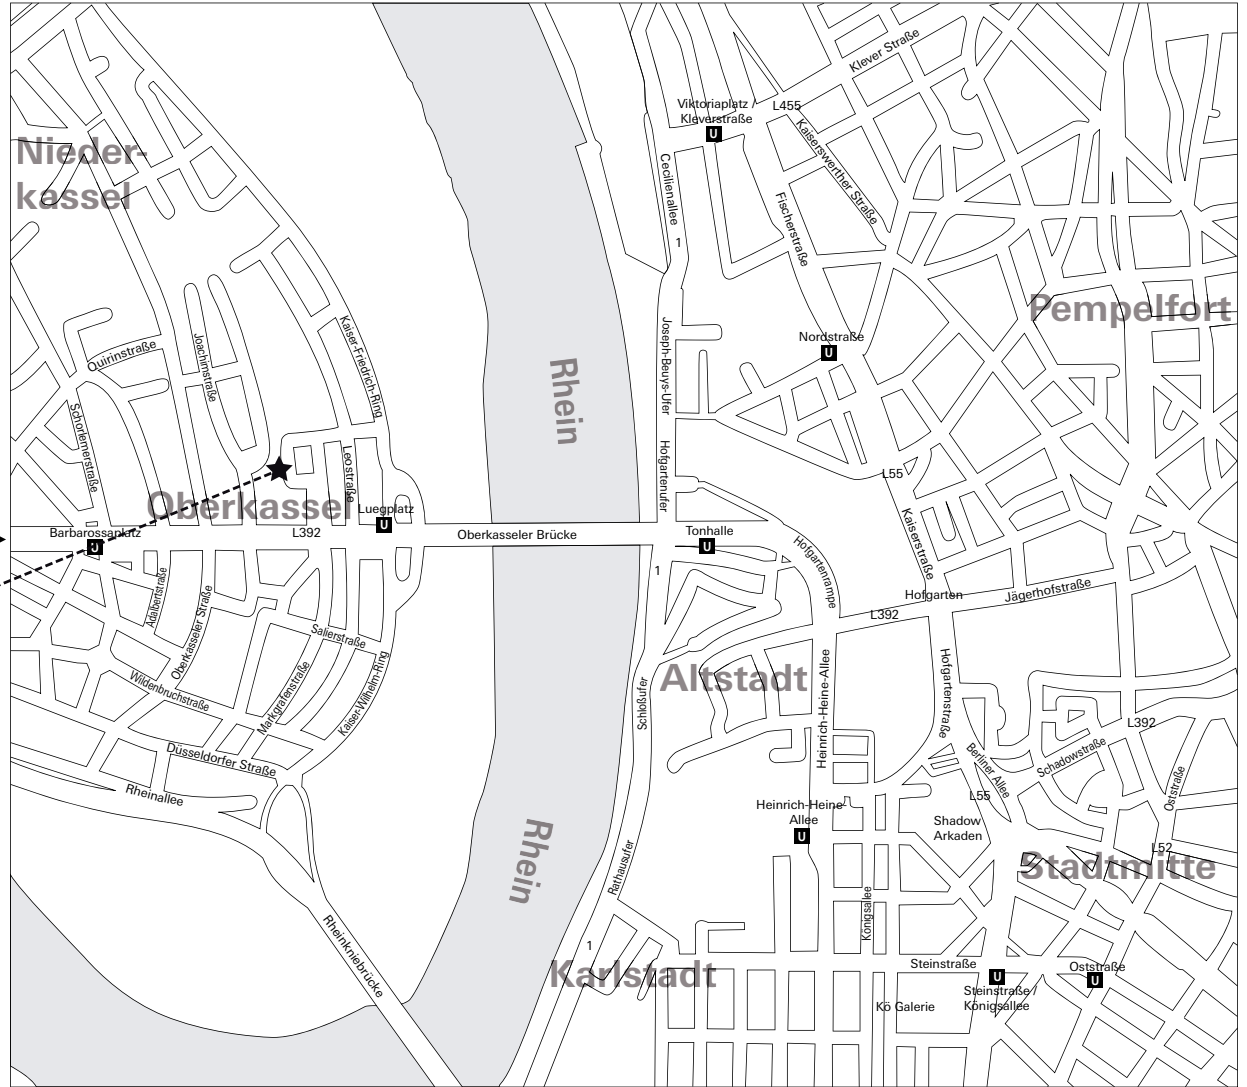 Klever Straße
Viktoriaplatz /
Kleverstraße
U
L455
Kaiserswerther Straße
Nieder-
kassel
Cecilienallee
Fischerstraße
1
Pempelfort
Kaiser-Friedrich-Ring
Joseph-Beuys-Ufer
Nordstraße
U
Quirinstraße
Joachimstraße
Rhein
Schorlemerstraße
Leostraße
Hofgartenufer
L55
Oberkassel
Luegplatz
U
Kaiserstraße
Barbarossaplatz
U
L392
Oberkasseler Brücke
Tonhalle
U
Hofgartenrampe
1
Adalbertstraße
Oberkasseler Straße
Hofgarten
Jägerhofstraße
L392
Salierstraße
Altstadt
Wildenbruchstraße
Markgrafenstraße
Kaiser-Wilhelm-Ring
Schloßufer
Heinrich-Heine-Allee
Hofgartenstraße
L392
Düsseldorfer Straße
Berliner Allee
Schadowstraße
Oststraße
Rheinallee
L55
Heinrich-Heine-
Allee
U
Shadow
Arkaden
Rhein
Rathausufer
L52
Stadtmitte
Königsallee
Rheinkniebrücke
1
Karlstadt
Steinstraße
U
Steinstraße /
Königsallee
Oststraße
U
Kö Galerie